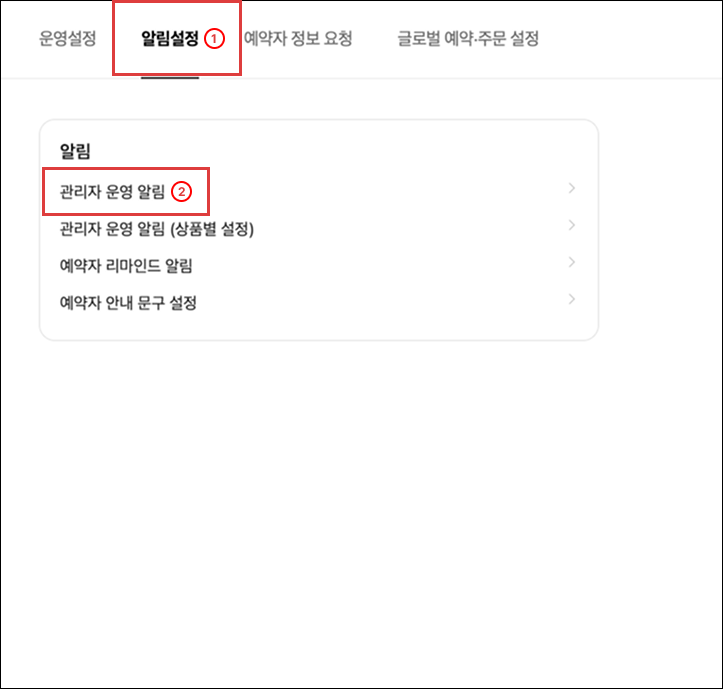 운영설정 알림설정 ① 예약자 정보 요청 글로벌 예약·주문 설정
알림
관리자 운영 알림 ②
관리자 운영 알림 (상품별 설정)
예약자 리마인드 알림
예약자 안내 문구 설정